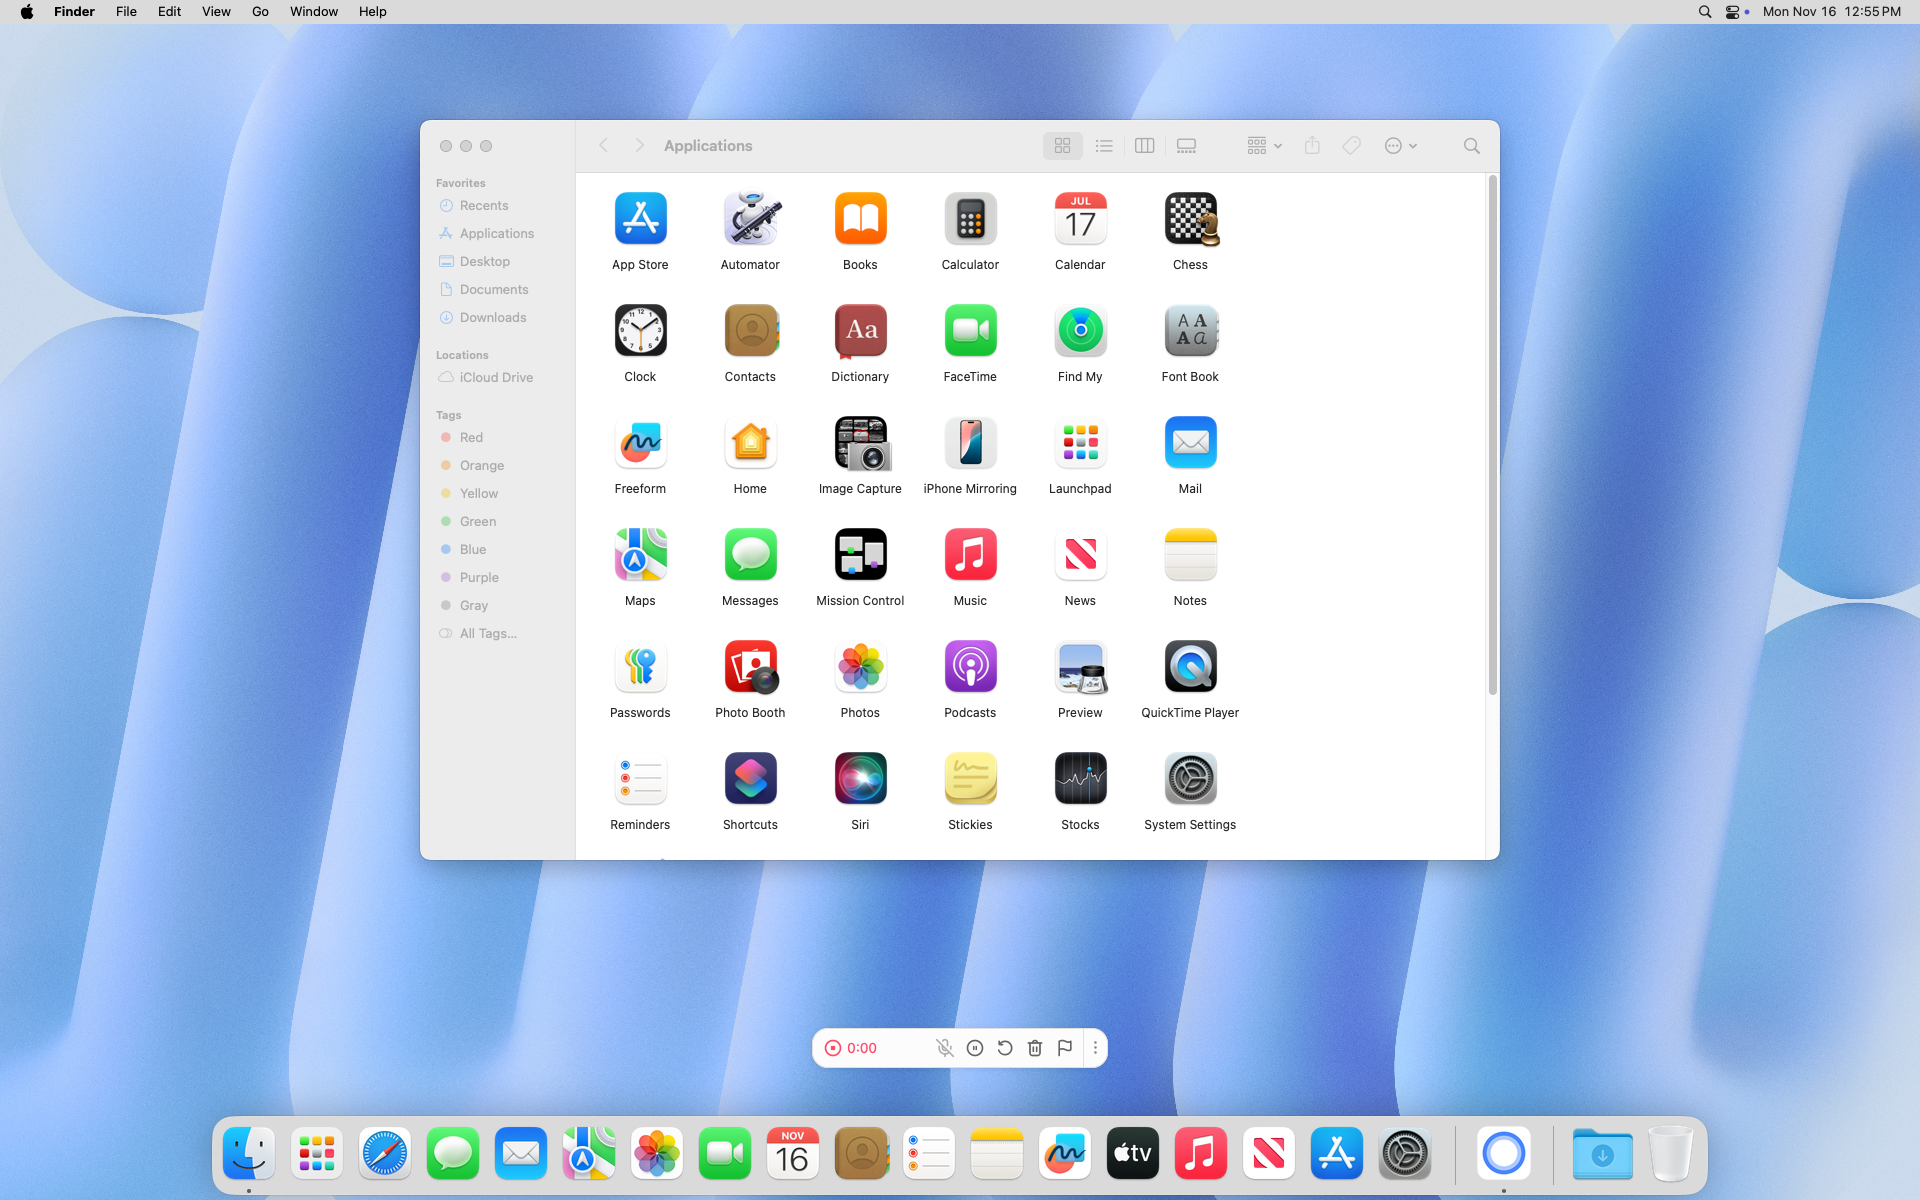 Finder File Edit View Go Window Help Mon Nov 16 12:55 PM
Applications
Favorites
Recents
Applications
Desktop
Documents
Downloads
Locations
iCloud Drive
Tags
Red
Orange
Yellow
Green
Blue
Purple
Gray
All Tags...
JUL
17
App Store Automator Books Calculator Calendar Chess
Aa
A A
A a
Clock Contacts Dictionary FaceTime Find My Font Book
Freeform Home Image Capture iPhone Mirroring Launchpad Mail
Maps Messages Mission Control Music News Notes
Passwords Photo Booth Photos Podcasts Preview QuickTime Player
Reminders Shortcuts Siri Stickies Stocks System Settings
0:00
NOV
16
tv